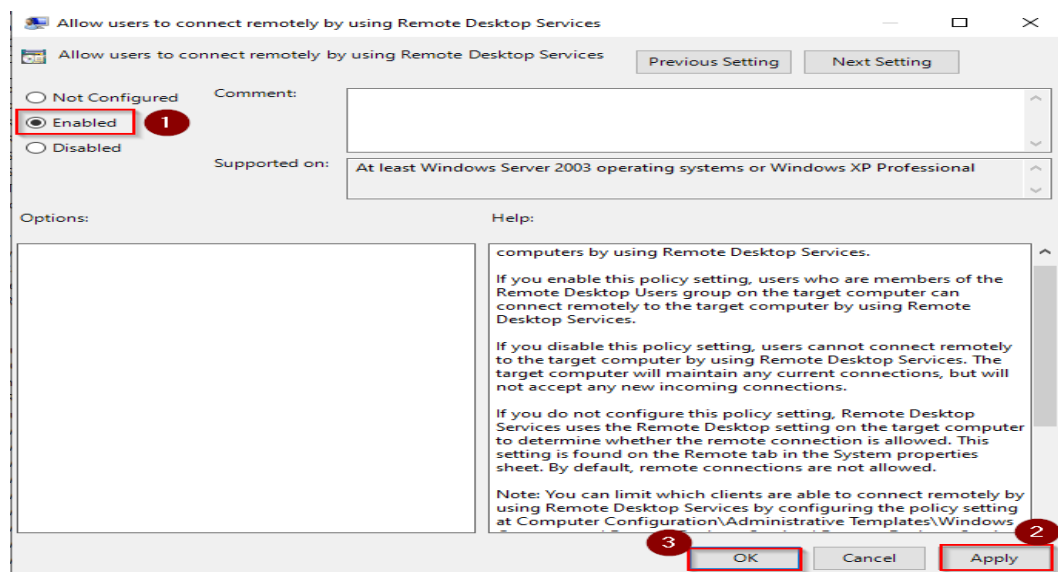 Allow users to connect remotely by using Remote Desktop Services
Allow users to connect remotely by using Remote Desktop Services
Previous Setting
Next Setting
Not Configured
Comment:
Enabled
1
Disabled
Supported on:
At least Windows Server 2003 operating systems or Windows XP Professional
Options:
Help:
computers by using Remote Desktop Services.
If you enable this policy setting, users who are members of the
Remote Desktop Users group on the target computer can
connect remotely to the target computer by using Remote
Desktop Services.
If you disable this policy setting, users cannot connect remotely
to the target computer by using Remote Desktop Services. The
target computer will maintain any current connections, but will
not accept any new incoming connections.
If you do not configure this policy setting, Remote Desktop
Services uses the Remote Desktop setting on the target computer
to determine whether the remote connection is allowed. This
setting is found on the Remote tab in the System properties
sheet. By default, remote connections are not allowed.
Note: You can limit which clients are able to connect remotely by
using Remote Desktop Services by configuring the policy setting
at Computer Configuration\Administrative Templates\Windows
2
3
OK
Cancel
Apply